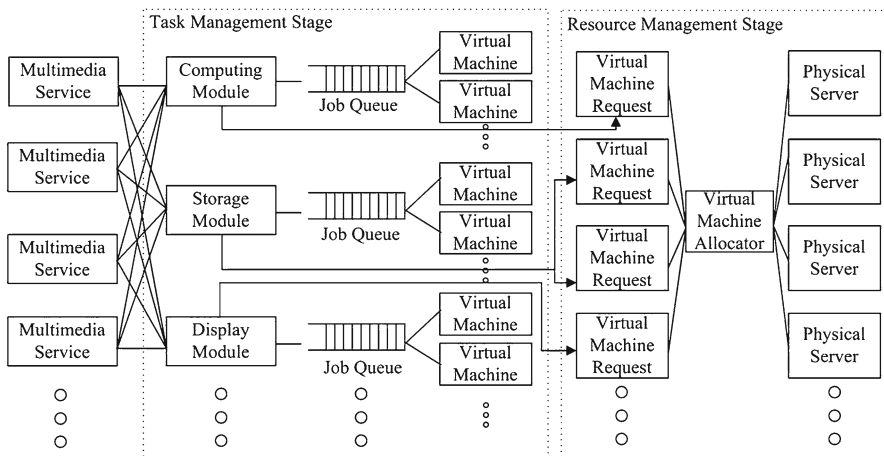 Task Management Stage
Resource Management Stage
Multimedia
Service
Multimedia
Service
Multimedia
Service
Multimedia
Service
Computing
Module
Job Queue
Virtual
Machine
Virtual
Machine
Storage
Module
Job Queue
Virtual
Machine
Virtual
Machine
Display
Module
Job Queue
Virtual
Machine
Virtual
Machine
Virtual
Machine
Request
Virtual
Machine
Request
Virtual
Machine
Request
Virtual
Machine
Request
Virtual
Machine
Allocator
Physical
Server
Physical
Server
Physical
Server
Physical
Server